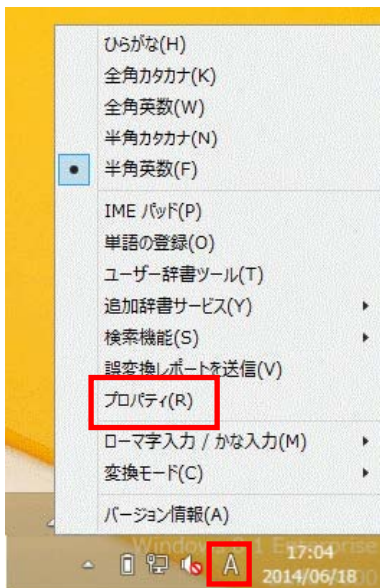 ひらがな(H)
全角カタカナ(K)
全角英数(W)
半角カタカナ(N)
半角英数(F)
IME パッド(P)
単語の登録(O)
ユーザー辞書ツール(T)
追加辞書サービス(Y)
検索機能(S)
誤変換レポートを送信(V)
プロパティ(R)
ローマ字入力 / かな入力(M)
変換モード(C)
バージョン情報(A)
A
17:04
2014/06/18